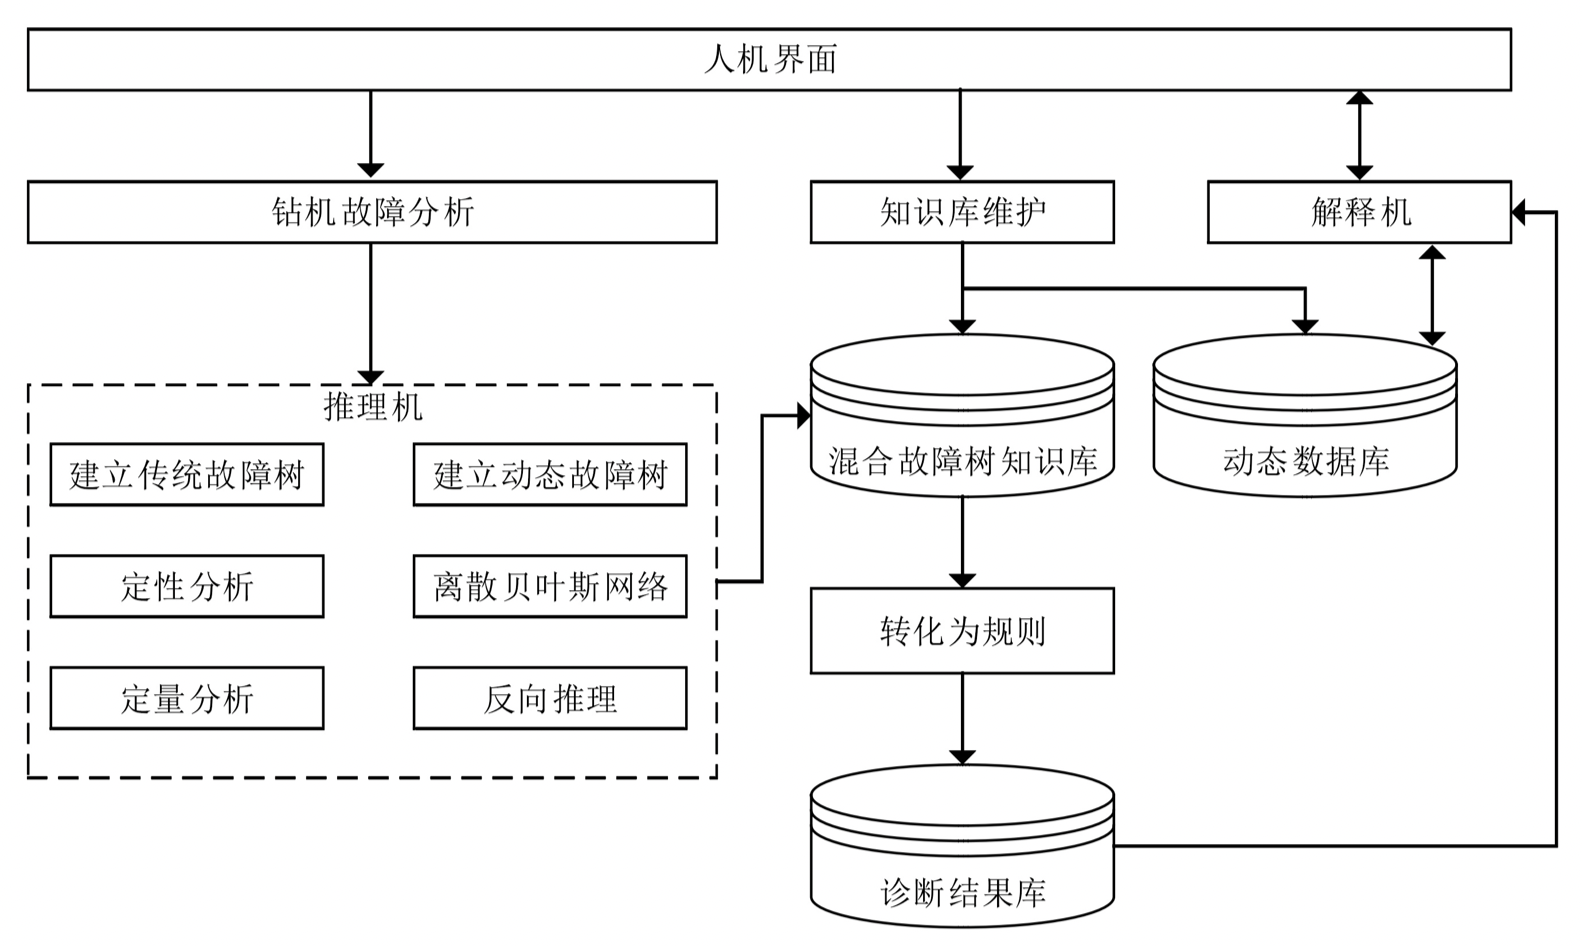 人机界面
钻机故障分析
知识库维护
解释机
推理机
建立传统故障树
建立动态故障树
定性分析
离散贝叶斯网络
定量分析
反向推理
混合故障树知识库
动态数据库
转化为规则
诊断结果库